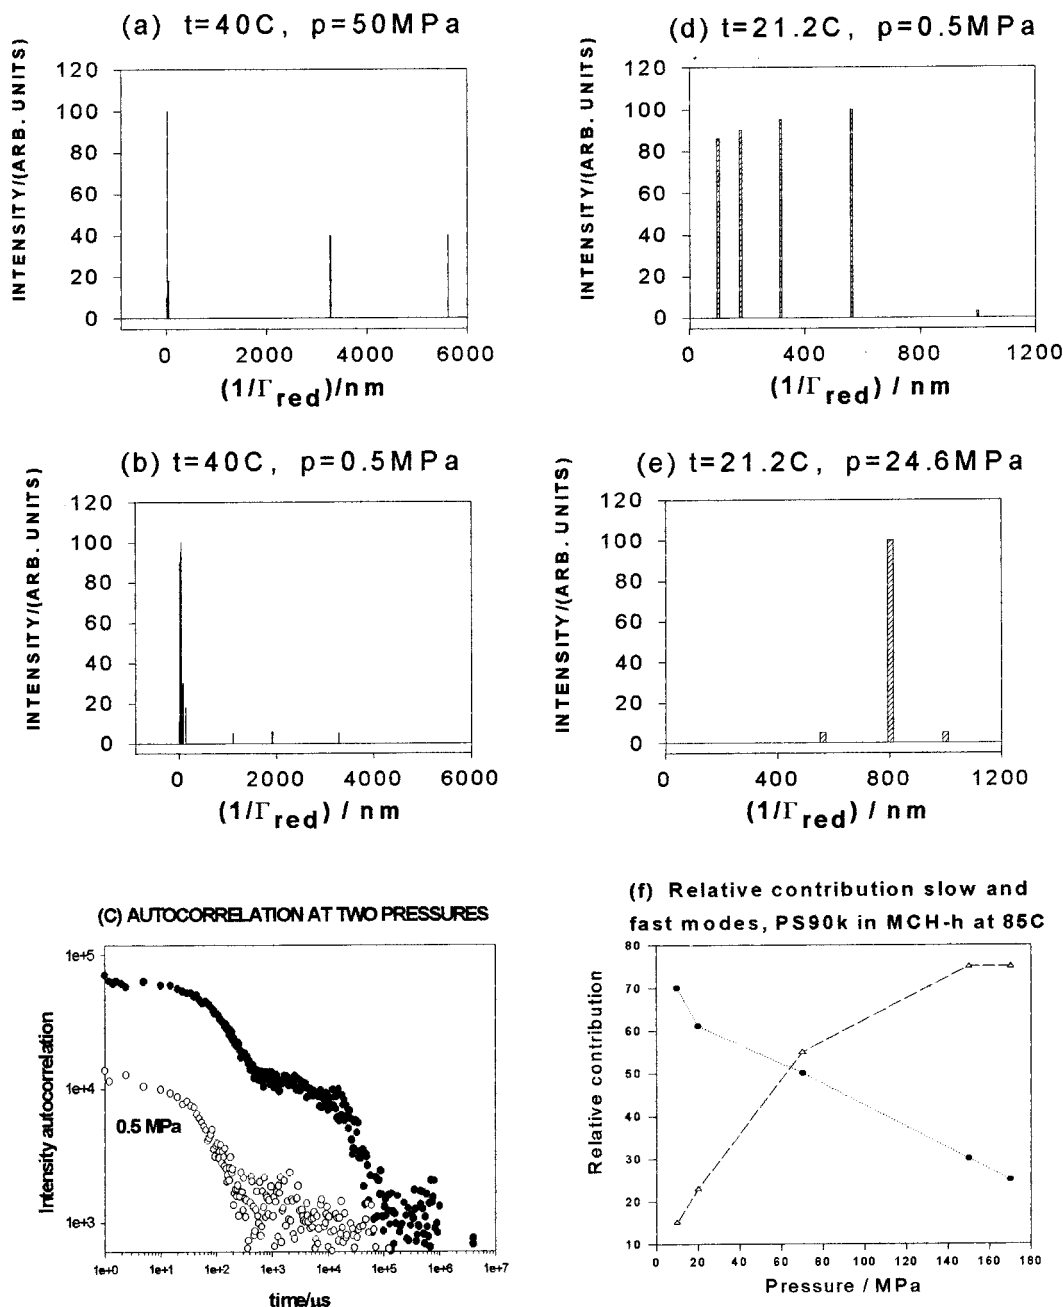 (a) t=40C, p=50MPa
INTENSITY/(ARB. UNITS)
120
100
80
60
40
20
0
0 2000 4000 6000
(1/Γred)/nm
(d) t=21.2C, p=0.5MPa
INTENSITY/(ARB. UNITS)
120
100
80
60
40
20
0
0 400 800 1200
(1/Γred) / nm
(b) t=40C, p=0.5MPa
INTENSITY/(ARB. UNITS)
120
100
80
60
40
20
0
0 2000 4000 6000
(1/Γred) / nm
(e) t=21.2C, p=24.6MPa
INTENSITY/(ARB. UNITS)
120
100
80
60
40
20
0
400 800 1200
(1/Γred) / nm
(C) AUTOCORRELATION AT TWO PRESSURES
Intensity autocorrelation
1e+5
1e+4
1e+3
0.5 MPa
1e+0 1e+1 1e+2 1e+3 1e+4 1e+5 1e+6 1e+7
time/µs
(f) Relative contribution slow and
fast modes, PS90k in MCH-h at 85C
Relative contribution
80
70
60
50
40
30
20
10
0 20 40 60 80 100 120 140 160 180
Pressure / MPa